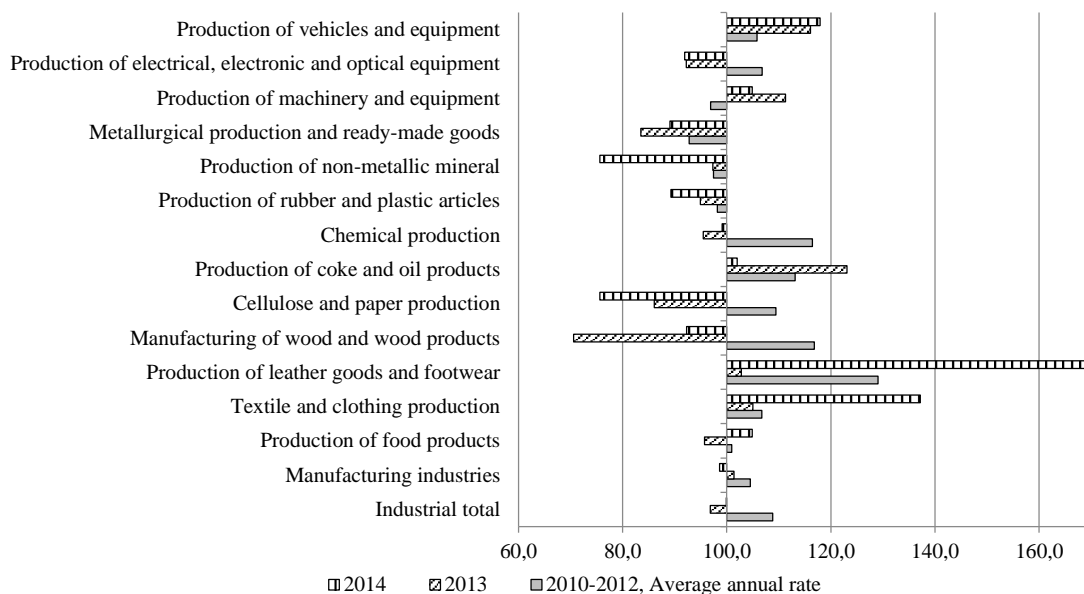 Production of vehicles and equipment
Production of electrical, electronic and optical equipment
Production of machinery and equipment
Metallurgical production and ready-made goods
Production of non-metallic mineral
Production of rubber and plastic articles
Chemical production
Production of coke and oil products
Cellulose and paper production
Manufacturing of wood and wood products
Production of leather goods and footwear
Textile and clothing production
Production of food products
Manufacturing industries
Industrial total
60,0 80,0 100,0 120,0 140,0 160,0
2014 2013 2010-2012, Average annual rate